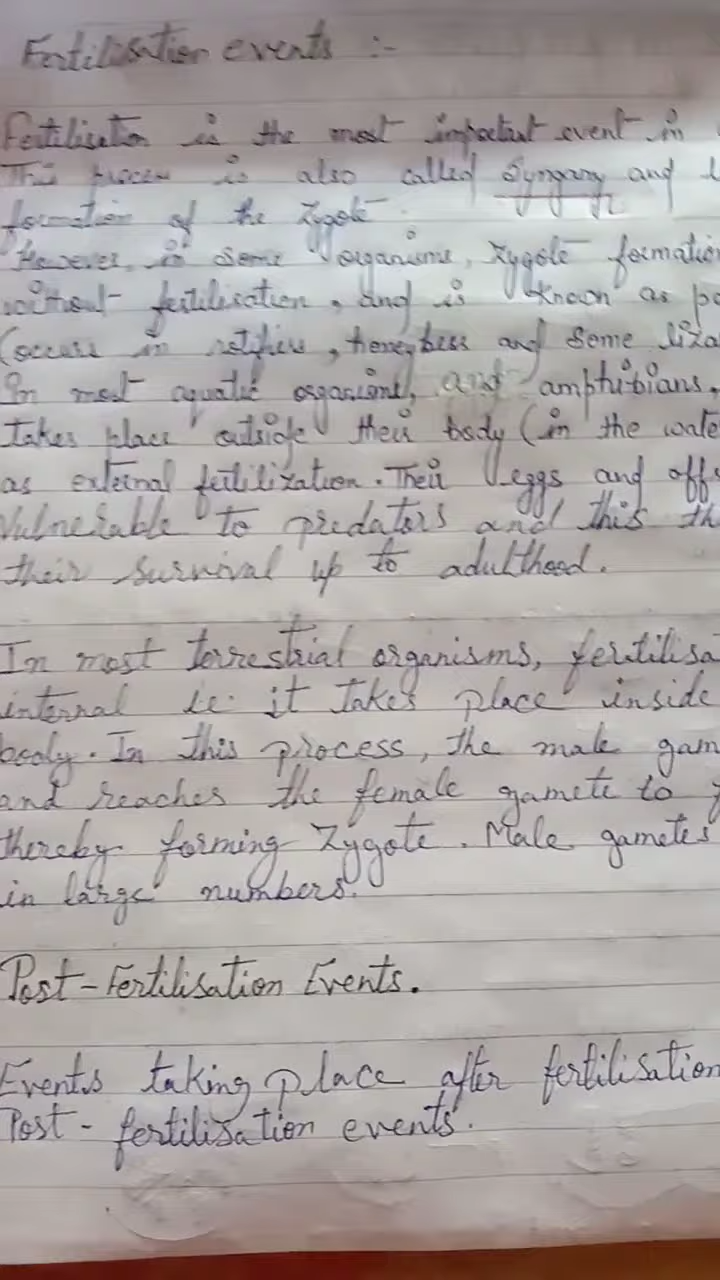 Fertilisation events :-
Fertilisation is the most important event in
This process is also called Syngamy and
formation of the Zygote.
However, in some organisms, Zygote formatio
without fertilisation, and is known as
(occurs in rotifers, honeybees and some liza
In most aquatic organisms, and amphibians,
takes place outside their body (in the wate
as external fertilization. Their eggs and offs
Vulnerable to predators and this th
their survival up to adulthood.
In most terrestrial organisms, fertilisa
internal ie. it takes place inside
body. In this process, the male gam
and reaches the female gamete to
thereby forming Zygote. Male gametes
in large numbers.
Post-Fertilisation Events.
Events taking place after fertilisation
Post-fertilisation events.